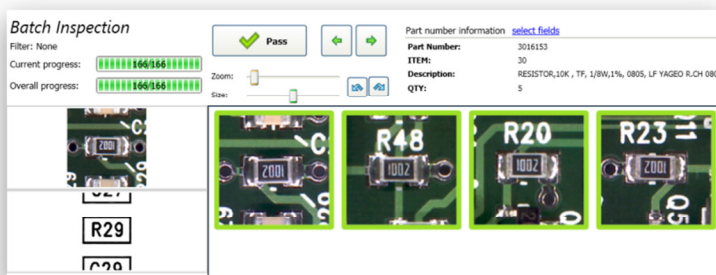 Batch Inspection
Filter: None
Current progress: 166/166
Overall progress: 166/166
Pass
Zoom:
Size:
Part number information select fields
Part Number: 3016153
ITEM: 30
Description: RESISTOR,10K , TF, 1/8W,1%, 0805, LF YAGEO R.CH 080
QTY: 5
R29
R48
1002
R20
1002
R23